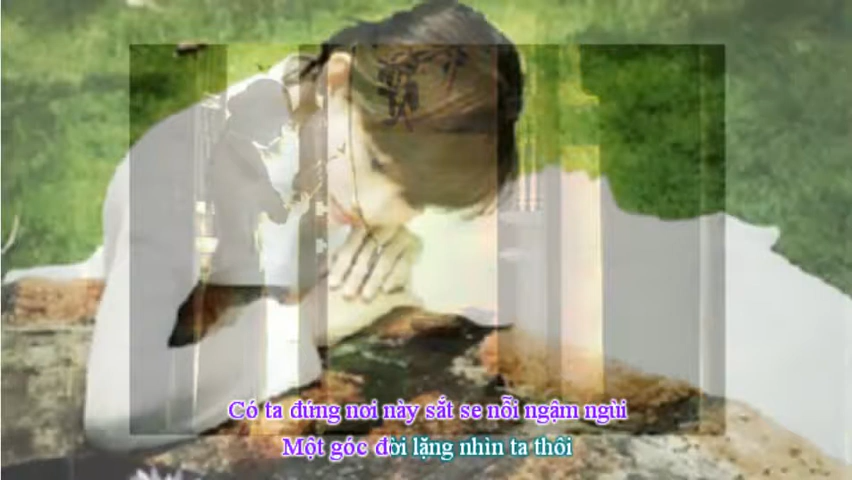 Có ta đứng nơi này sắt se nỗi ngậm ngùi
Một góc đời lặng nhìn ta thôi